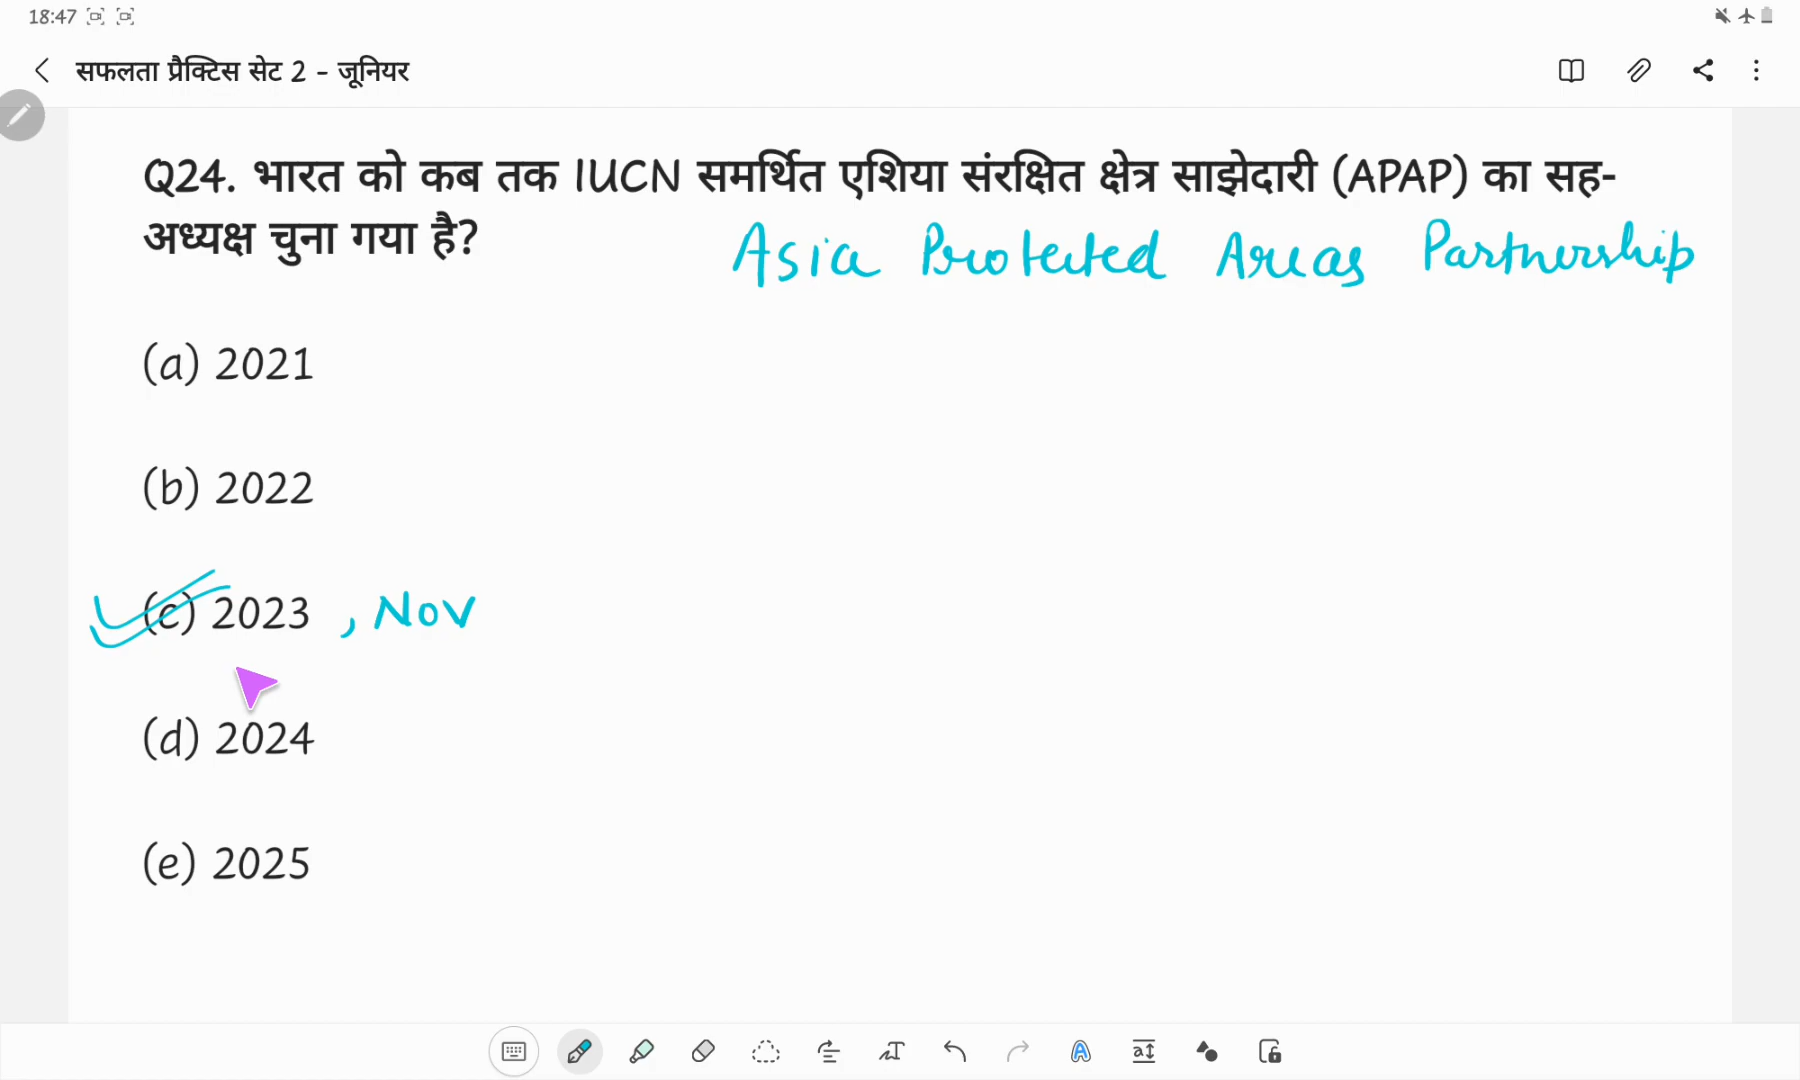 18:47
सफलता प्रैक्टिस सेट 2 - जूनियर
Q24. भारत को कब तक IUCN समर्थित एशिया संरक्षित क्षेत्र साझेदारी (APAP) का सह-
अध्यक्ष चुना गया है?
Asia Protected Areas Partnership
(a) 2021
(b) 2022
(c) 2023 , Nov
(d) 2024
(e) 2025